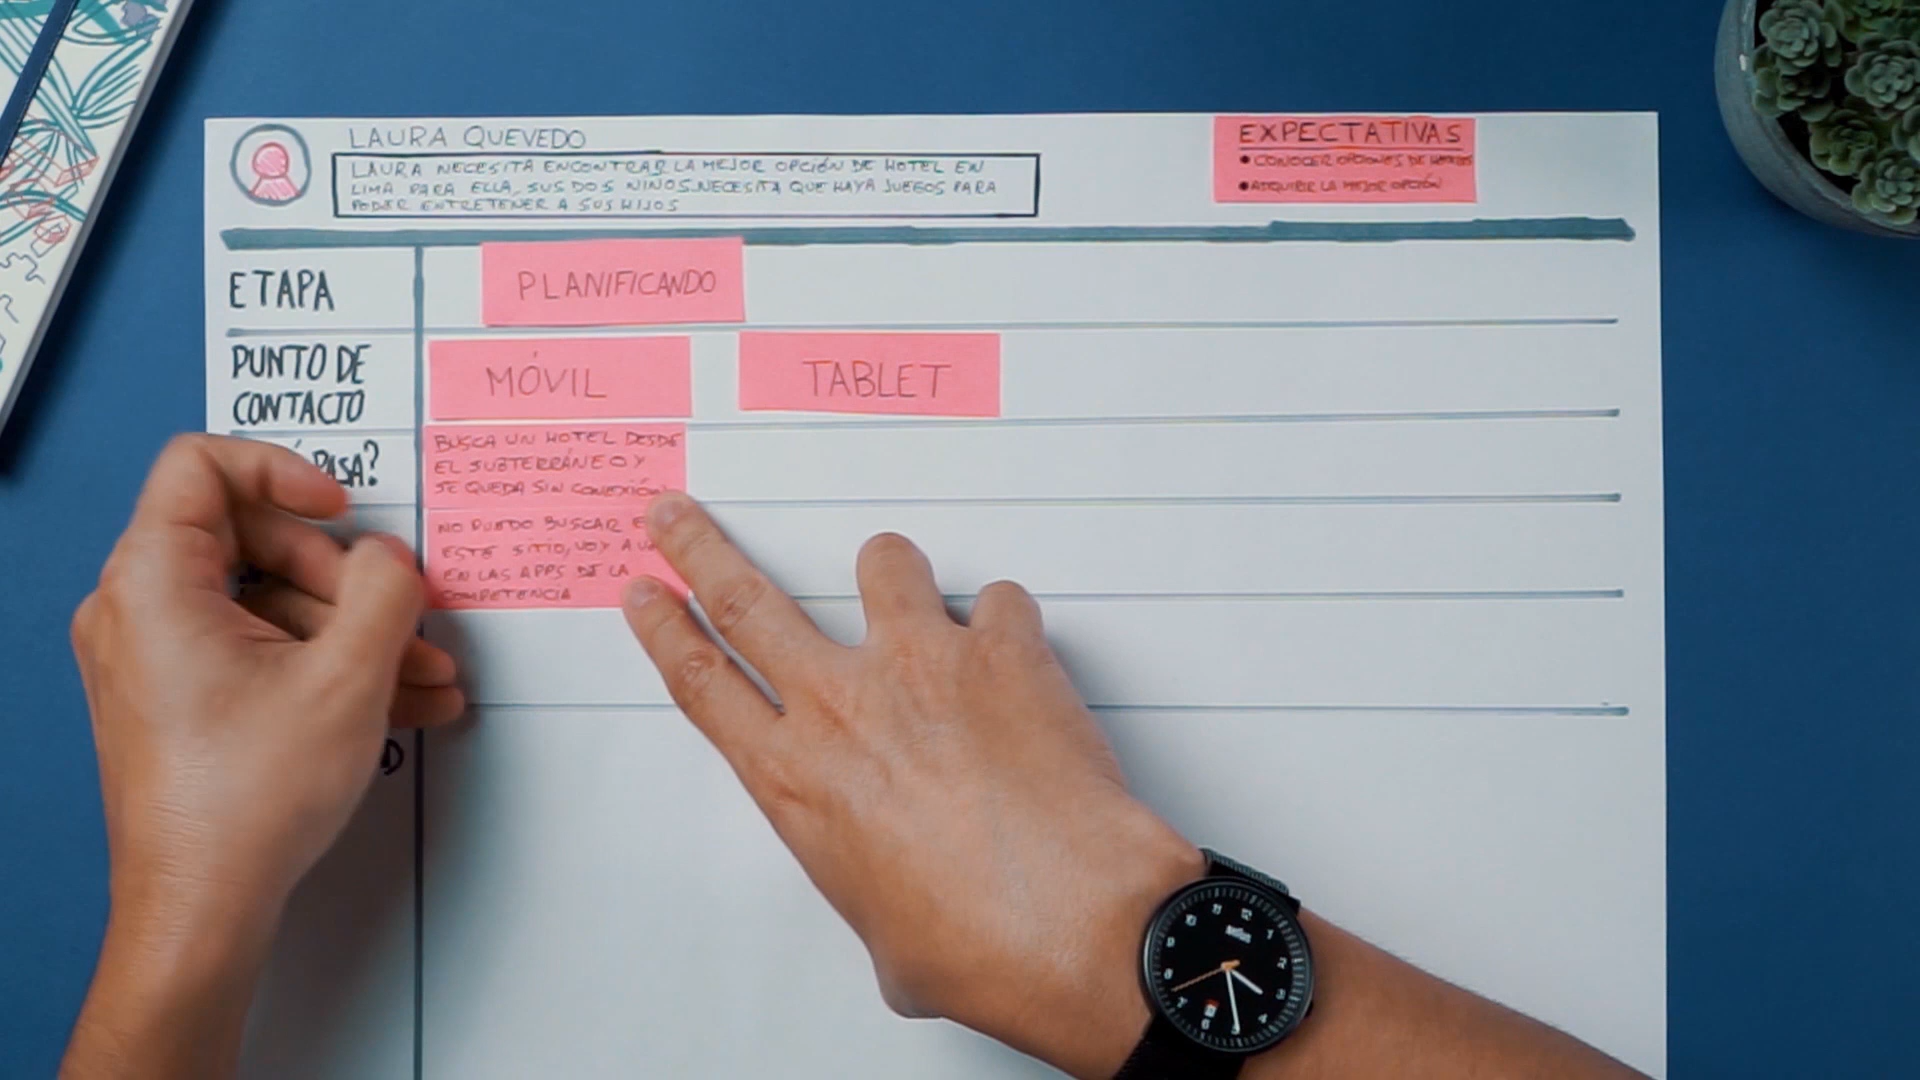 LAURA QUEVEDO
LAURA NECESITA ENCONTRAR LA MEJOR OPCIÓN DE HOTEL EN
LIMA PARA ELLA, SUS DOS NIÑOS. NECESITA QUE HAYA JUEGOS PARA
PODER ENTRETENER A SUS HIJOS
EXPECTATIVAS
• CONOCER OPCIONES DE HOTELES
• ADQUIRIR LA MEJOR OPCIÓN
ETAPA
PLANIFICANDO
PUNTO DE
CONTACTO
MÓVIL
TABLET
PASA?
BUSCA UN HOTEL DESDE
EL SUBTERRÁNEO Y
SE QUEDA SIN CONEXIÓN
NO PUEDO BUSCAR
ESTE SITIO, VOY A
EN LAS APPS DE LA
COMPETENCIA